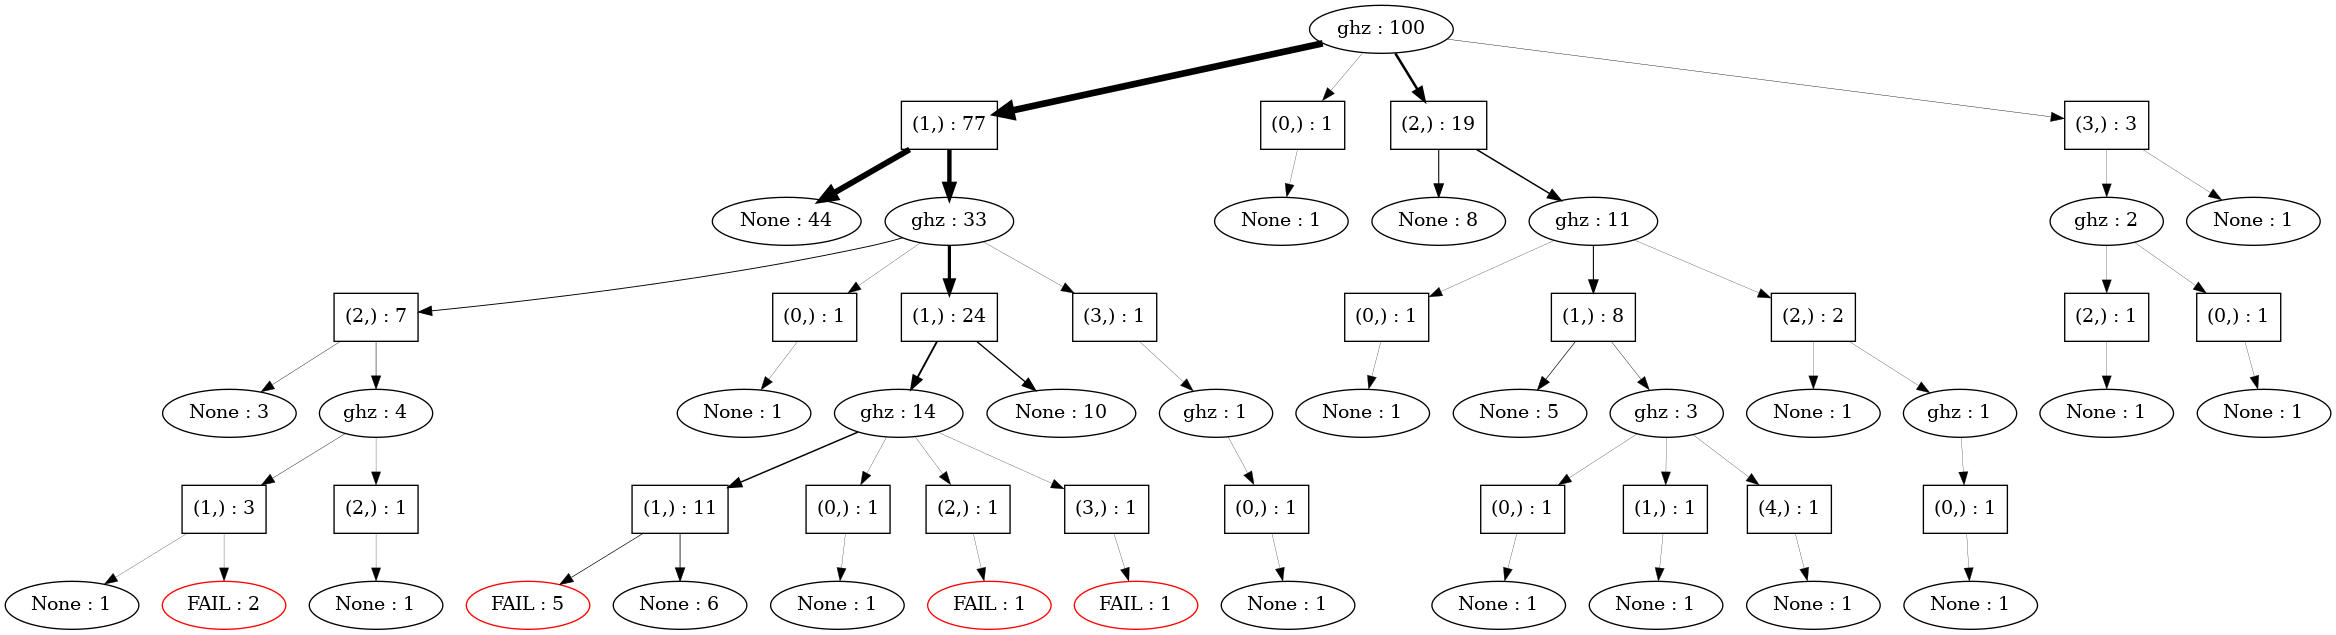 ghz : 100
(1,) : 77
(0,) : 1
(2,) : 19
(3,) : 3
None : 44
ghz : 33
None : 1
None : 8
ghz : 11
ghz : 2
None : 1
(2,) : 7
(0,) : 1
(1,) : 24
(3,) : 1
(0,) : 1
(1,) : 8
(2,) : 2
(2,) : 1
(0,) : 1
None : 3
ghz : 4
None : 1
ghz : 14
None : 10
ghz : 1
None : 1
None : 5
ghz : 3
None : 1
ghz : 1
None : 1
None : 1
(1,) : 3
(2,) : 1
(1,) : 11
(0,) : 1
(2,) : 1
(3,) : 1
(0,) : 1
(0,) : 1
(1,) : 1
(4,) : 1
(0,) : 1
None : 1
FAIL : 2
None : 1
FAIL : 5
None : 6
None : 1
FAIL : 1
FAIL : 1
None : 1
None : 1
None : 1
None : 1
None : 1